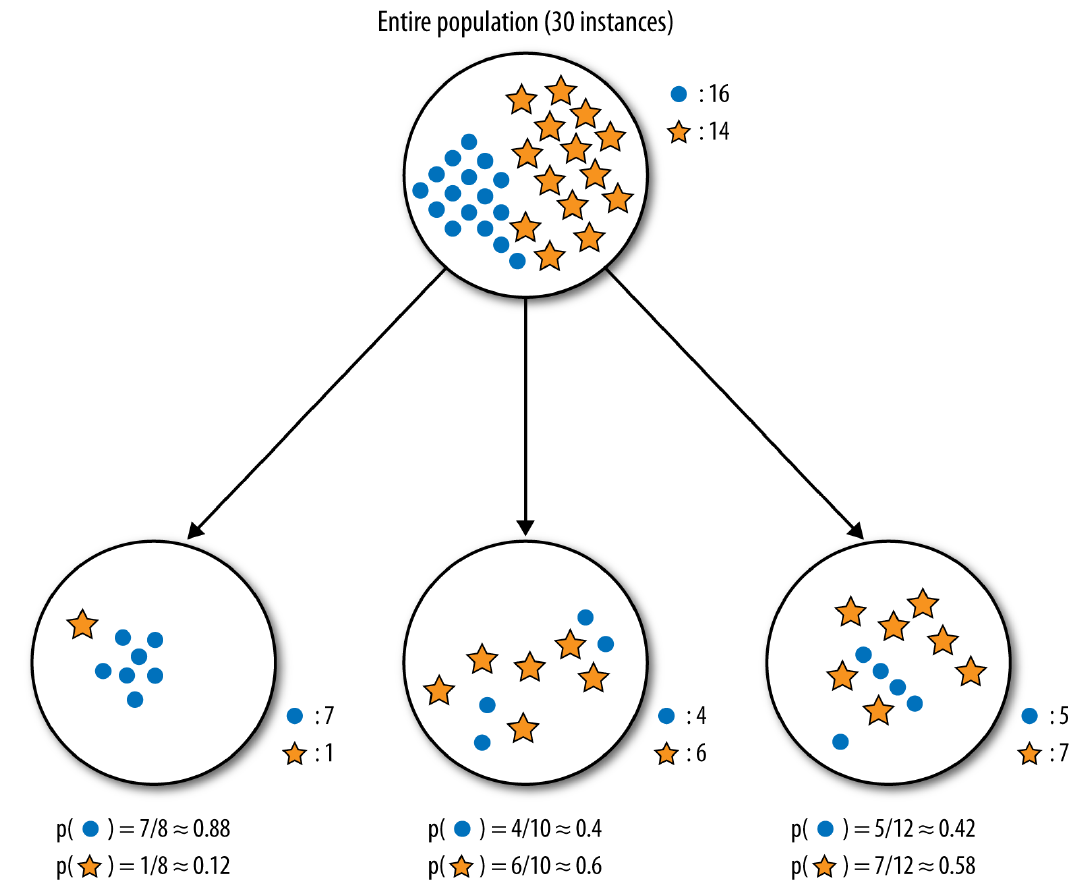 Entire population (30 instances)
: 16
: 14
: 7
: 1
: 4
: 6
: 5
: 7
p( ) = 7/8 ≈ 0.88
p( ) = 1/8 ≈ 0.12
p( ) = 4/10 ≈ 0.4
p( ) = 6/10 ≈ 0.6
p( ) = 5/12 ≈ 0.42
p( ) = 7/12 ≈ 0.58